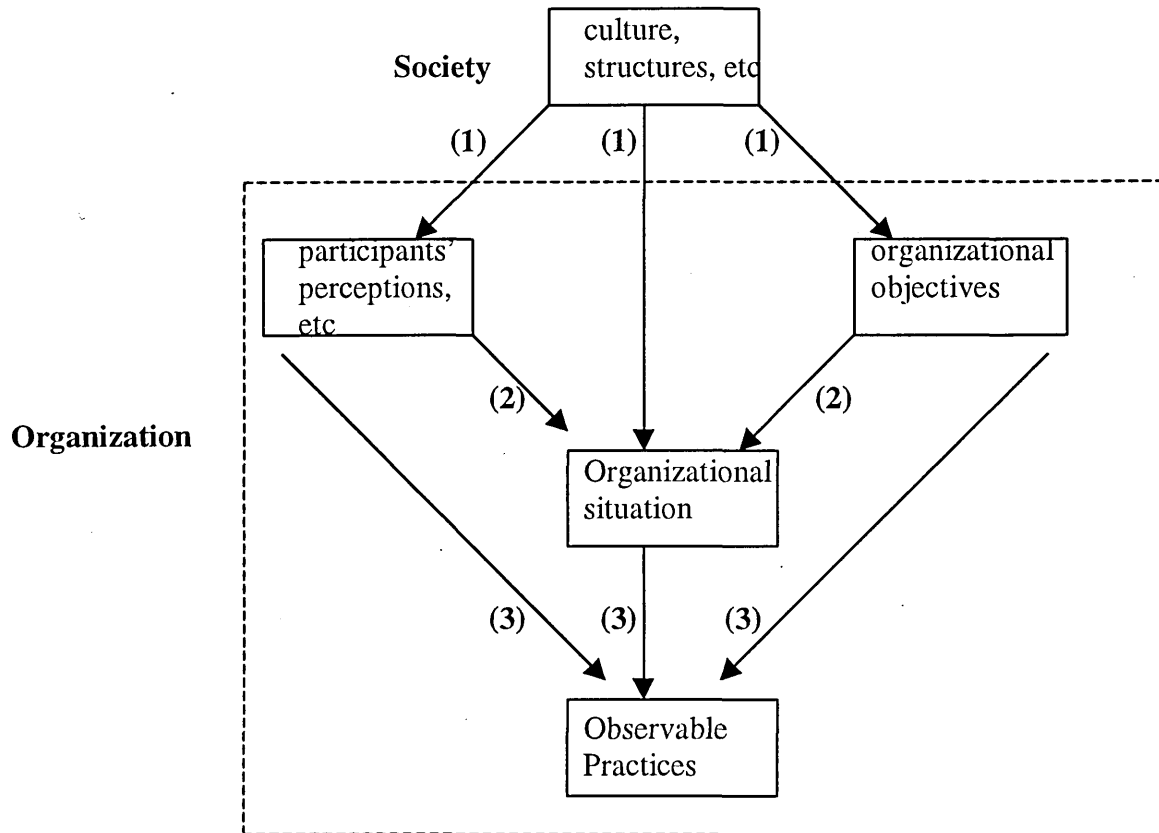 culture,
structures, etc
Society
(1)
(1)
(1)
participants'
perceptions,
etc
organizational
objectives
(2)
(2)
Organization
Organizational
situation
(3)
(3)
(3)
Observable
Practices